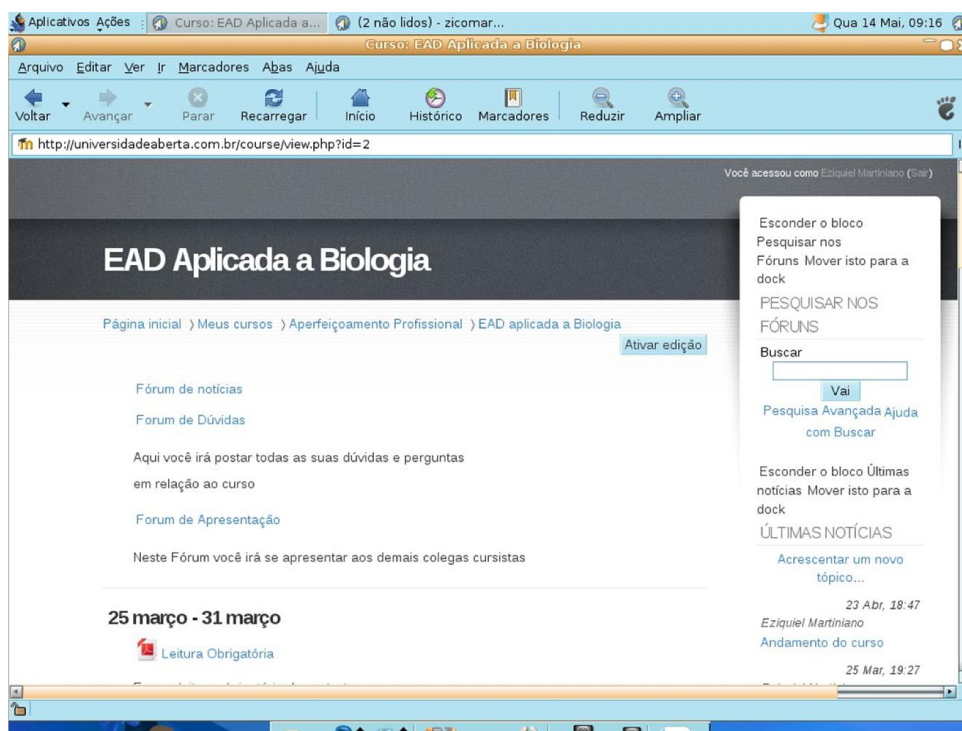 Aplicativos Ações Curso: EAD Aplicada a... (2 não lidos) - zicomar... Qua 14 Mai, 09:16
Curso: EAD Aplicada a Biologia
Arquivo Editar Ver Ir Marcadores Abas Ajuda
Voltar Avançar Parar Recarregar Início Histórico Marcadores Reduzir Ampliar
http://universidadeaberta.com.br/course/view.php?id=2
Você acessou como Eziquiel Martiniano (Sair)
EAD Aplicada a Biologia
Página inicial 〉Meus cursos 〉Aperfeiçoamento Profissional 〉EAD aplicada a Biologia
Ativar edição
Fórum de notícias
Forum de Dúvidas
Aqui você irá postar todas as suas dúvidas e perguntas
em relação ao curso
Forum de Apresentação
Neste Fórum você irá se apresentar aos demais colegas cursistas
25 março - 31 março
Leitura Obrigatória
Esconder o bloco
Pesquisar nos
Fóruns Mover isto para a
dock
PESQUISAR NOS
FÓRUNS
Buscar
Vai
Pesquisa Avançada Ajuda
com Buscar
Esconder o bloco Últimas
notícias Mover isto para a
dock
ÚLTIMAS NOTÍCIAS
Acrescentar um novo
tópico...
23 Abr, 18:47
Eziquiel Martiniano
Andamento do curso
25 Mar, 19:27